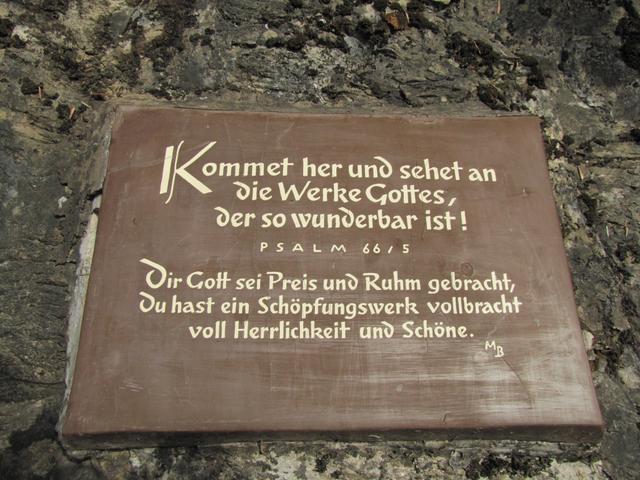 Kommet her und sehet an
die Werke Gottes,
der so wunderbar ist!
PSALM 66/5
Dir Gott sei Preis und Ruhm gebracht,
Du hast ein Schöpfungswerk vollbracht
voll Herrlichkeit und Schöne.
MB